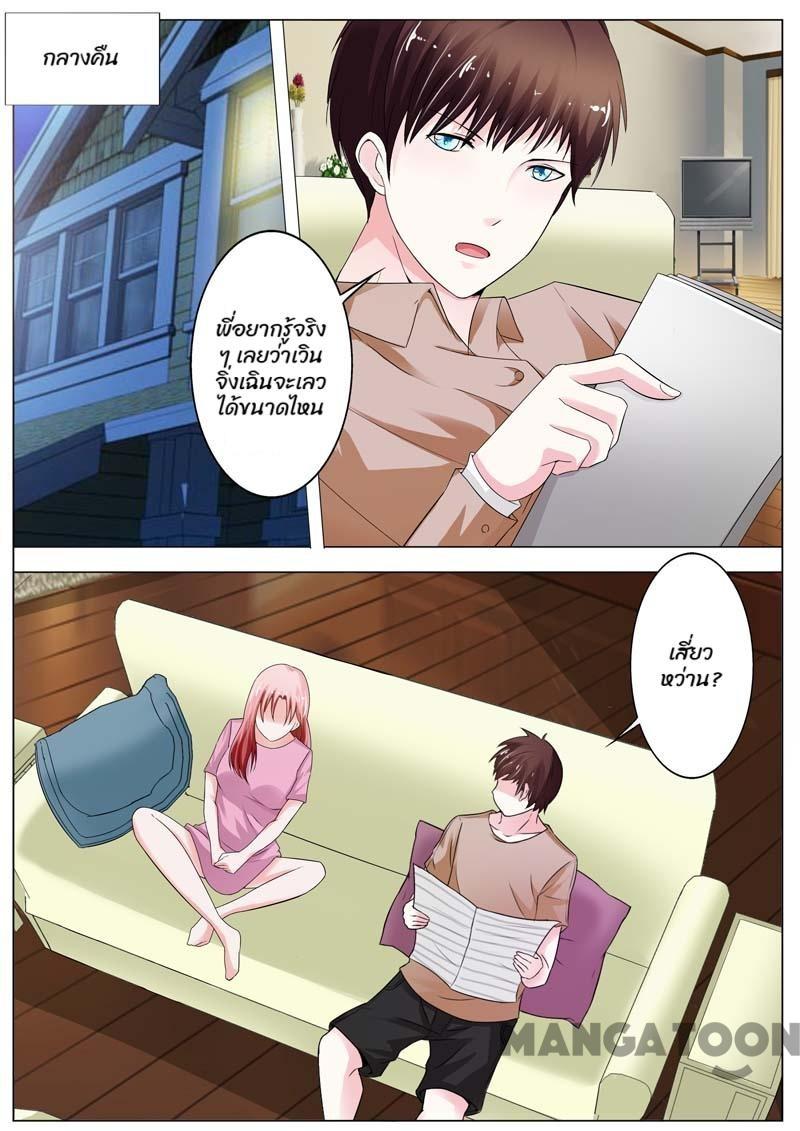 กลางคืน
พี่อยากรู้จริง
ๆ เลยว่าเวิน
จิ่งเฉินจะเลว
ได้ขนาดไหน
เสี่ยว
หว่าน?
MANGATOON